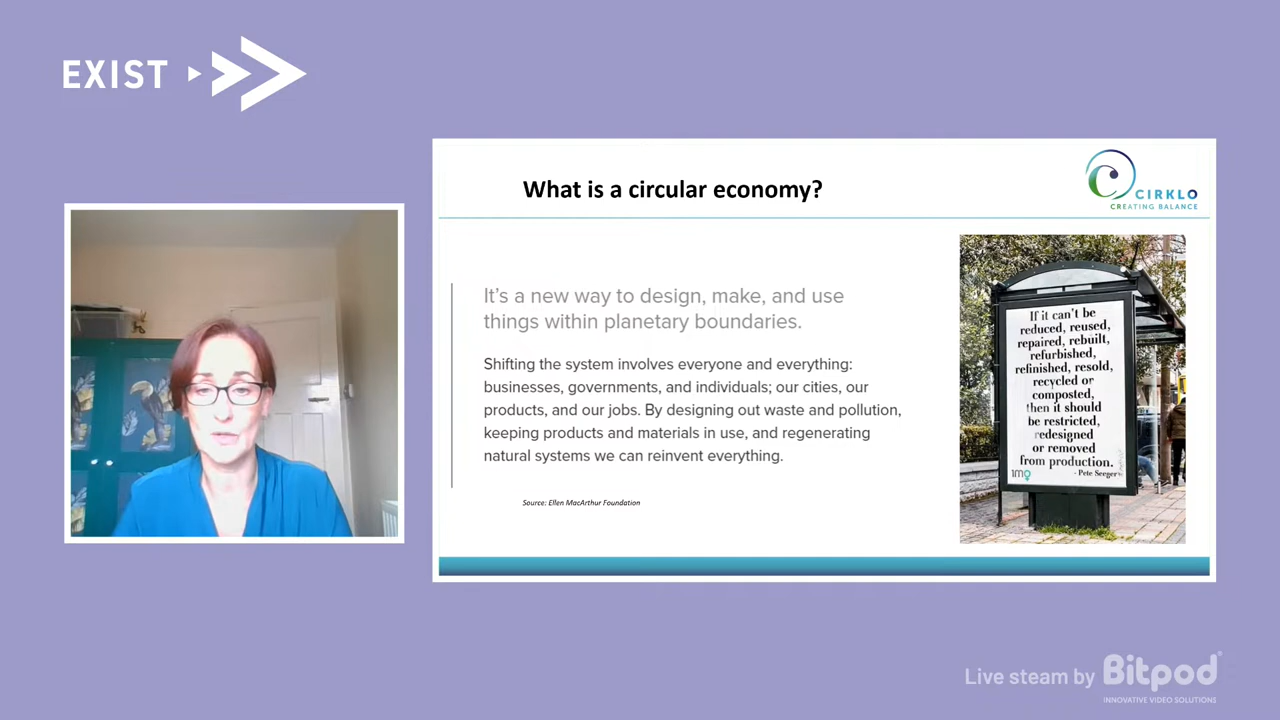 EXIST
What is a circular economy?
CIRKLO
CREATING BALANCE
It’s a new way to design, make, and use
things within planetary boundaries.
Shifting the system involves everyone and everything:
businesses, governments, and individuals; our cities, our
products, and our jobs. By designing out waste and pollution,
keeping products and materials in use, and regenerating
natural systems we can reinvent everything.
Source: Ellen MacArthur Foundation
If it can't be
reduced, reused,
repaired, rebuilt,
refurbished,
refinished, resold,
recycled or
composted,
then it should
be restricted,
redesigned
or removed
from production.
- Pete Seeger
1mo
Live steam by Bitpod
INNOVATIVE VIDEO SOLUTIONS